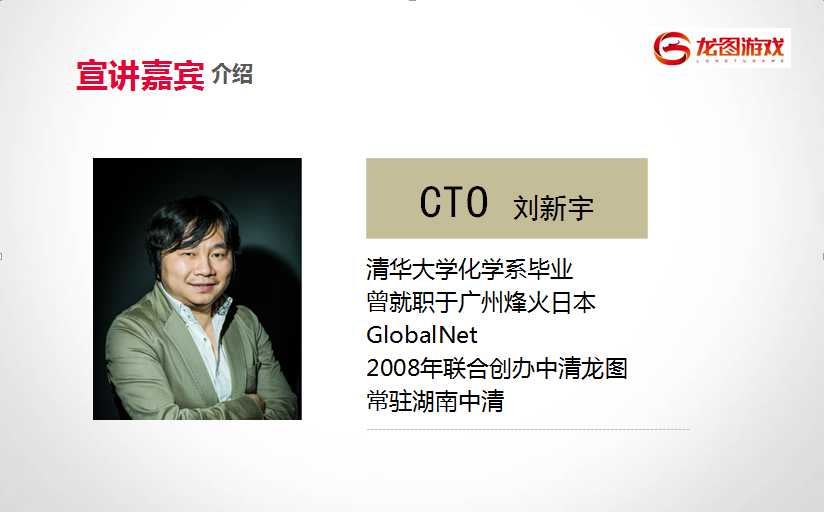 龙图游戏
LONGTUGAME
宣讲嘉宾 介绍
CTO 刘新宇
清华大学化学系毕业
曾就职于广州烽火日本
GlobalNet
2008年联合创办中清龙图
常驻湖南中清